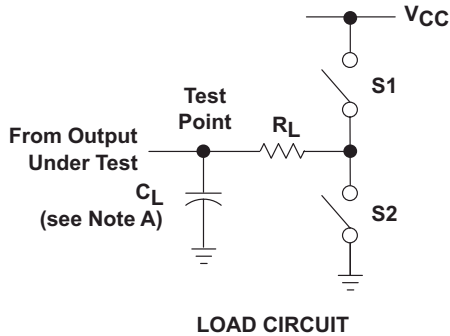 VCC
S1
Test
Point
RL
From Output
Under Test
CL
(see Note A)
S2
LOAD CIRCUIT